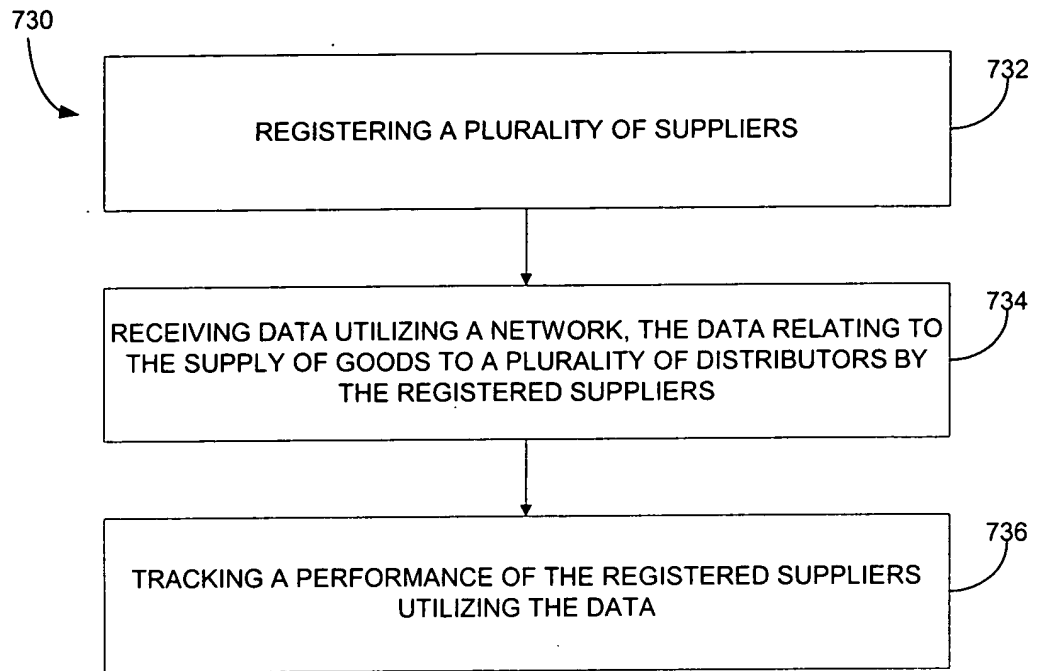 730
732
REGISTERING A PLURALITY OF SUPPLIERS
734
RECEIVING DATA UTILIZING A NETWORK, THE DATA RELATING TO
THE SUPPLY OF GOODS TO A PLURALITY OF DISTRIBUTORS BY
THE REGISTERED SUPPLIERS
736
TRACKING A PERFORMANCE OF THE REGISTERED SUPPLIERS
UTILIZING THE DATA